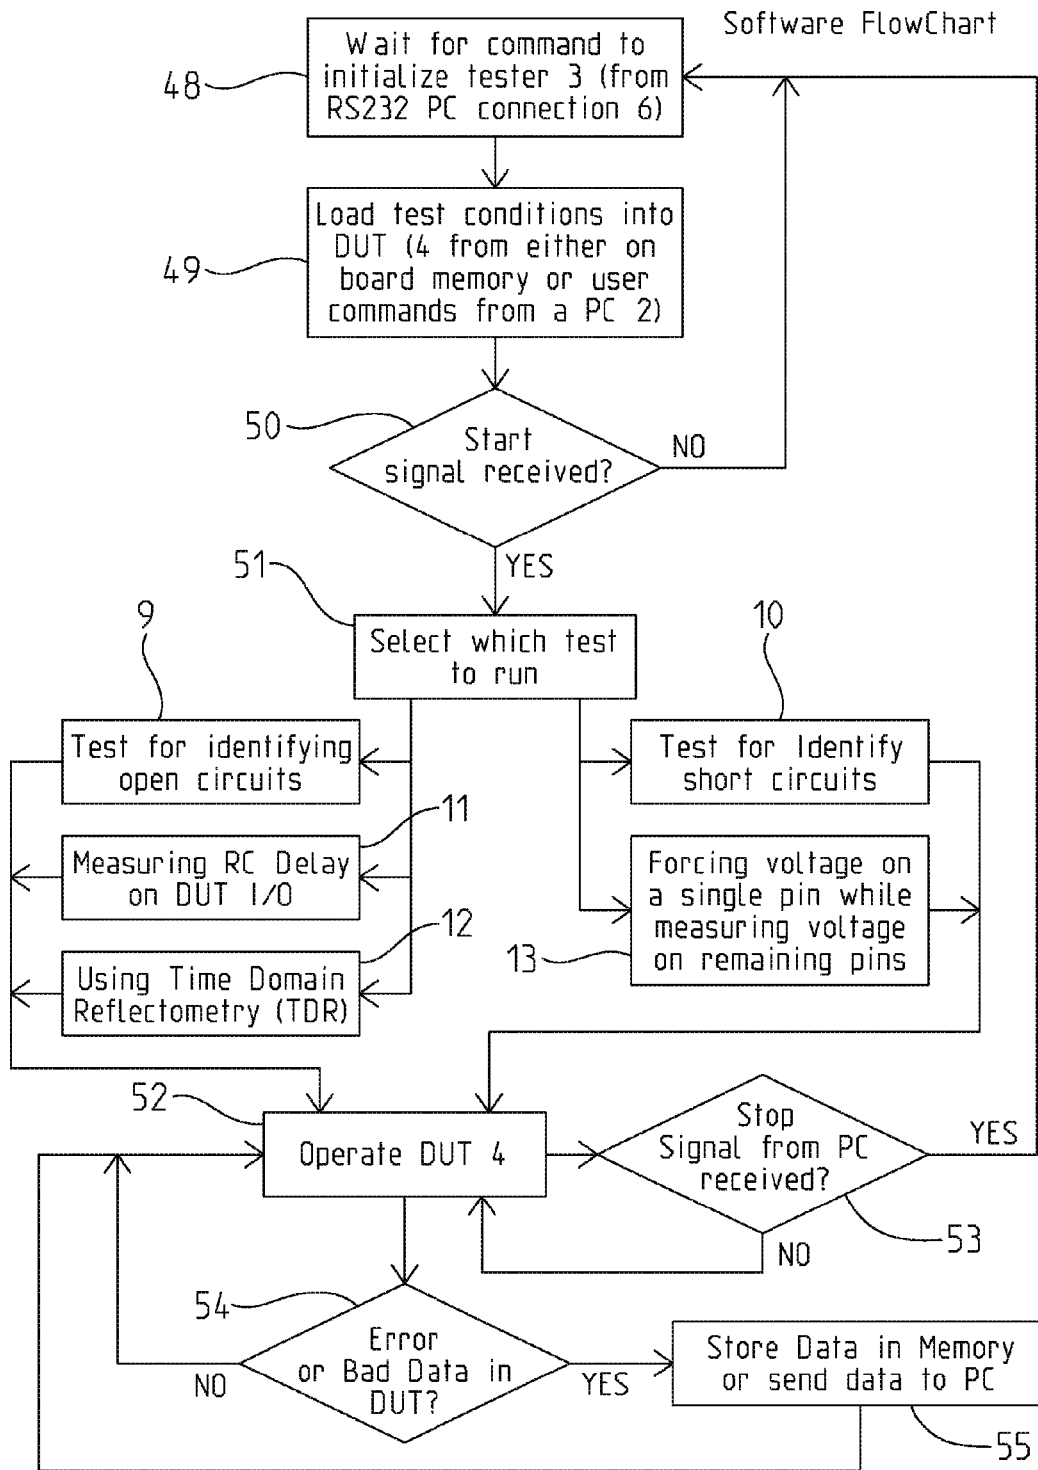 Software FlowChart
Wait for command to
initialize tester 3 (from
RS232 PC connection 6)
48
Load test conditions into
DUT (4 from either on
board memory or user
commands from a PC 2)
49
50
Start
signal received?
NO
YES
51
Select which test
to run
9
Test for identifying
open circuits
10
Test for Identify
short circuits
11
Measuring RC Delay
on DUT I/O
Forcing voltage on
a single pin while
measuring voltage
on remaining pins
13
12
Using Time Domain
Reflectometry (TDR)
52
Operate DUT 4
Stop
Signal from PC
received?
YES
NO
53
54
Error
or Bad Data in
DUT?
NO
YES
Store Data in Memory
or send data to PC
55